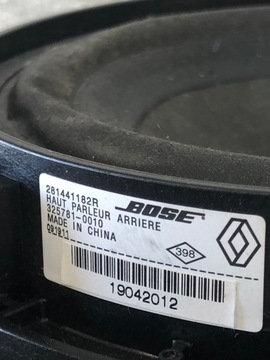 281441182R
HAUT PARLEUR ARRIERE
325781-0010
MADE IN CHINA
BOSE
398
19042012